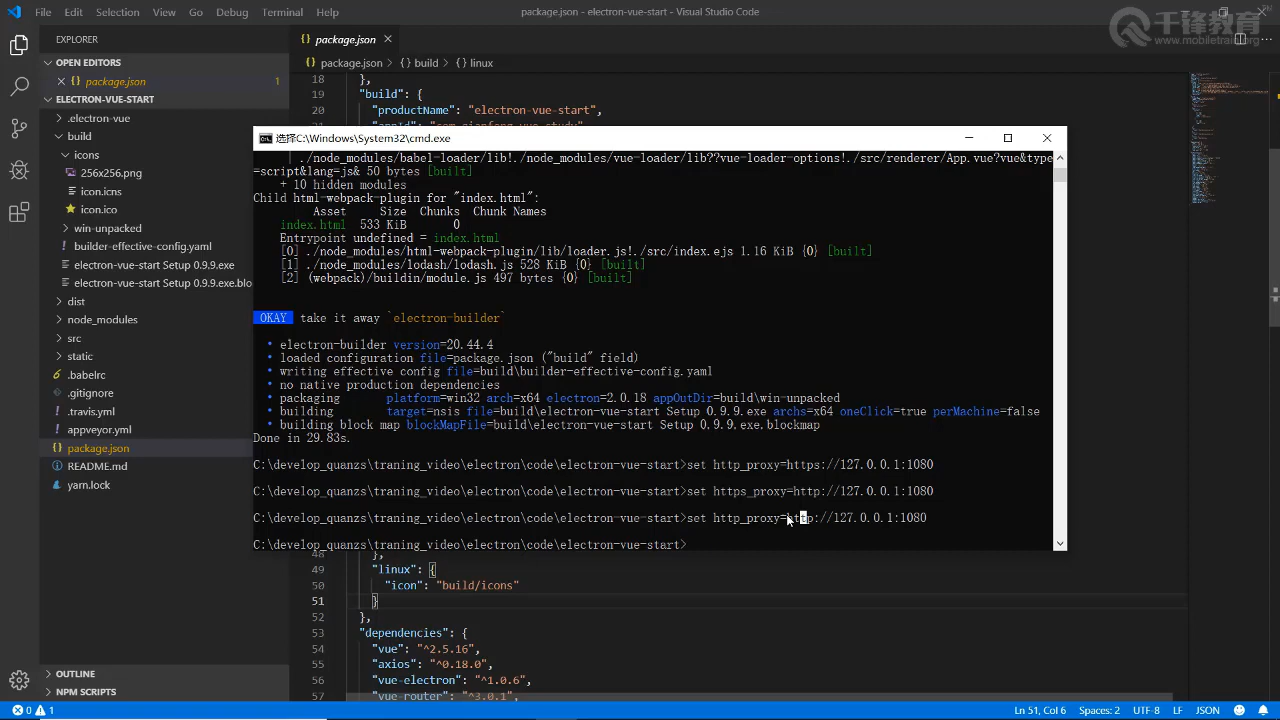 File Edit Selection View Go Debug Terminal Help
package.json - electron-vue-start - Visual Studio Code
千锋教育
www.mobiletrain.org
EXPLORER
package.json
OPEN EDITORS
package.json 1
package.json > build > linux
ELECTRON-VUE-START
.electron-vue
build
icons
256x256.png
icon.icns
icon.ico
win-unpacked
builder-effective-config.yaml
electron-vue-start Setup 0.9.9.exe
electron-vue-start Setup 0.9.9.exe.blo
dist
node_modules
src
static
.babelrc
.gitignore
.travis.yml
appveyor.yml
package.json 1
README.md
yarn.lock
OUTLINE
NPM SCRIPTS
18 },
19 "build": {
20 "productName": "electron-vue-start",
选择C:\Windows\System32\cmd.exe
| ./node_modules/babel-loader/lib!./node_modules/vue-loader/lib??vue-loader-options!./src/renderer/App.vue?vue&type
=script&lang=js& 50 bytes [built]
+ 10 hidden modules
Child html-webpack-plugin for "index.html":
Asset Size Chunks Chunk Names
index.html 533 KiB 0
Entrypoint undefined = index.html
[0] ./node_modules/html-webpack-plugin/lib/loader.js!./src/index.ejs 1.16 KiB {0} [built]
[1] ./node_modules/lodash/lodash.js 528 KiB {0} [built]
[2] (webpack)/buildin/module.js 497 bytes {0} [built]
OKAY take it away `electron-builder`
• electron-builder version=20.44.4
• loaded configuration file=package.json ("build" field)
• writing effective config file=build\builder-effective-config.yaml
• no native production dependencies
• packaging platform=win32 arch=x64 electron=2.0.18 appOutDir=build\win-unpacked
• building target=nsis file=build\electron-vue-start Setup 0.9.9.exe archs=x64 oneClick=true perMachine=false
• building block map blockMapFile=build\electron-vue-start Setup 0.9.9.exe.blockmap
Done in 29.83s.
C:\develop_quanzs\traning_video\electron\code\electron-vue-start>set http_proxy=https://127.0.0.1:1080
C:\develop_quanzs\traning_video\electron\code\electron-vue-start>set https_proxy=http://127.0.0.1:1080
C:\develop_quanzs\traning_video\electron\code\electron-vue-start>set http_proxy=http://127.0.0.1:1080
C:\develop_quanzs\traning_video\electron\code\electron-vue-start>
48 },
49 "linux": {
50 "icon": "build/icons"
51 }
52 },
53 "dependencies": {
54 "vue": "^2.5.16",
55 "axios": "^0.18.0",
56 "vue-electron": "^1.0.6",
57 "vue-router": "^3.0.1",
0 1 Ln 51, Col 6 Spaces: 2 UTF-8 LF JSON